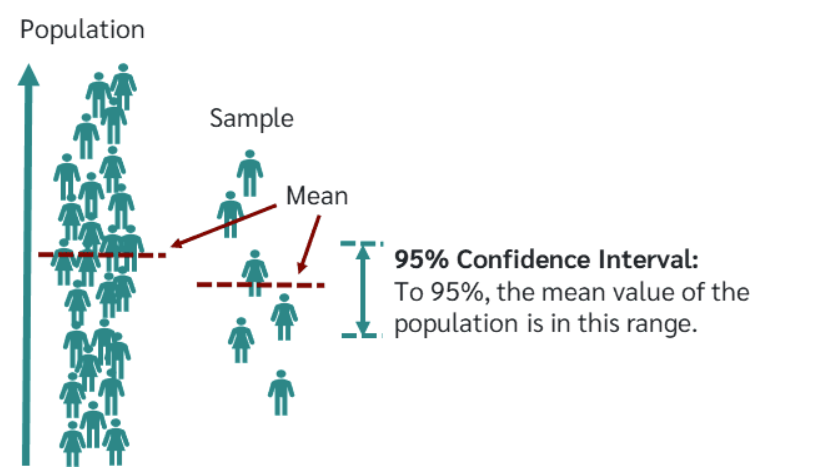 Population
Sample
Mean
95% Confidence Interval:
To 95%, the mean value of the
population is in this range.